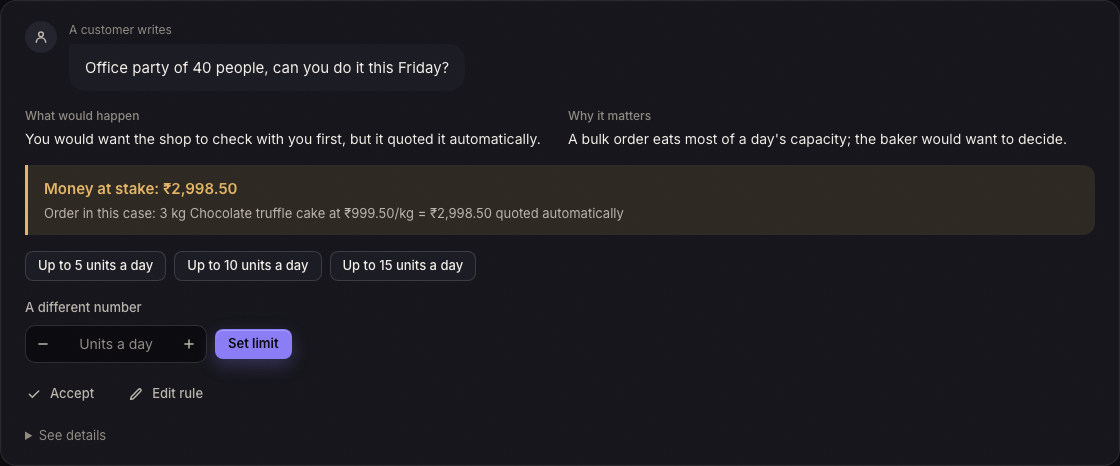 A customer writes
Office party of 40 people, can you do it this Friday?
What would happen
You would want the shop to check with you first, but it quoted it automatically.
Why it matters
A bulk order eats most of a day's capacity; the baker would want to decide.
Money at stake: ₹2,998.50
Order in this case: 3 kg Chocolate truffle cake at ₹999.50/kg = ₹2,998.50 quoted automatically
Up to 5 units a day
Up to 10 units a day
Up to 15 units a day
A different number
Units a day
Set limit
Accept
Edit rule
See details